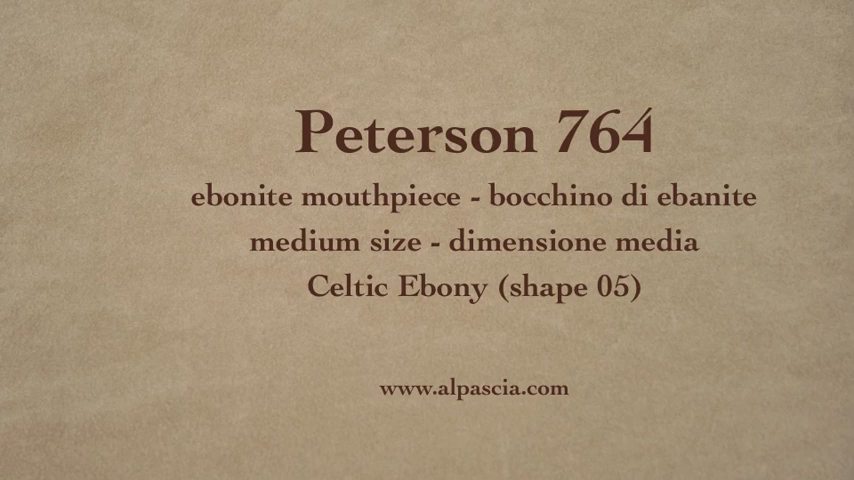 Peterson 764
ebonite mouthpiece - bocchino di ebanite
medium size - dimensione media
Celtic Ebony (shape 05)
www.alpascia.com